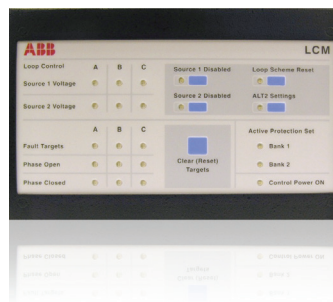 ABB
LCM
Loop Control A B C
Source 1 Voltage
Source 2 Voltage
Source 1 Disabled
Loop Scheme Reset
Source 2 Disabled
ALT2 Settings
A B C
Fault Targets
Phase Open
Phase Closed
Clear (Reset)
Targets
Active Protection Set
Bank 1
Bank 2
Control Power ON